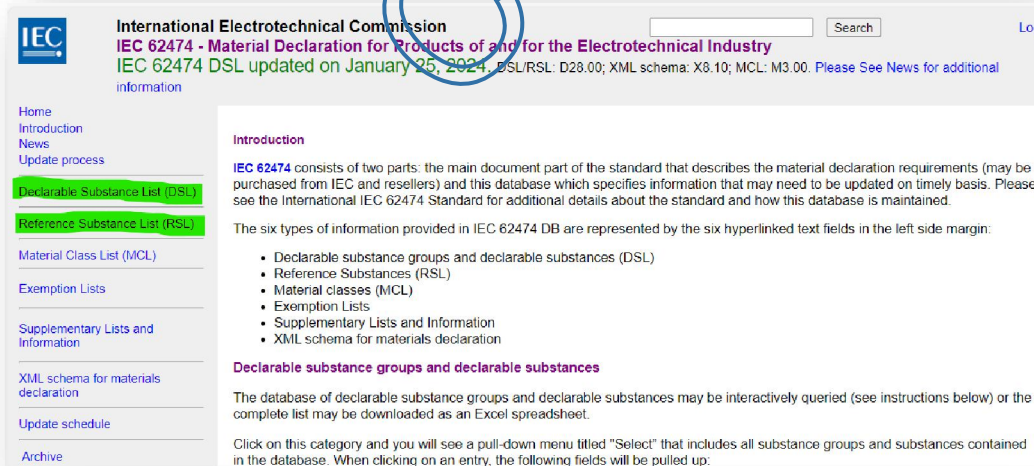 IEC
International Electrotechnical Commission
Search
IEC 62474 - Material Declaration for Products of and for the Electrotechnical Industry
IEC 62474 DSL updated on January 25, 2024. DSL/RSL: D28.00; XML schema: X8.10; MCL: M3.00. Please See News for additional
information
Home
Introduction
News
Update process
Declarable Substance List (DSL)
Reference Substance List (RSL)
Material Class List (MCL)
Exemption Lists
Supplementary Lists and
Information
XML schema for materials
declaration
Update schedule
Archive
Introduction
IEC 62474 consists of two parts: the main document part of the standard that describes the material declaration requirements (may be
purchased from IEC and resellers) and this database which specifies information that may need to be updated on timely basis. Please
see the International IEC 62474 Standard for additional details about the standard and how this database is maintained.
The six types of information provided in IEC 62474 DB are represented by the six hyperlinked text fields in the left side margin:
• Declarable substance groups and declarable substances (DSL)
• Reference Substances (RSL)
• Material classes (MCL)
• Exemption Lists
• Supplementary Lists and Information
• XML schema for materials declaration
Declarable substance groups and declarable substances
The database of declarable substance groups and declarable substances may be interactively queried (see instructions below) or the
complete list may be downloaded as an Excel spreadsheet.
Click on this category and you will see a pull-down menu titled "Select" that includes all substance groups and substances contained
in the database. When clicking on an entry, the following fields will be pulled up: